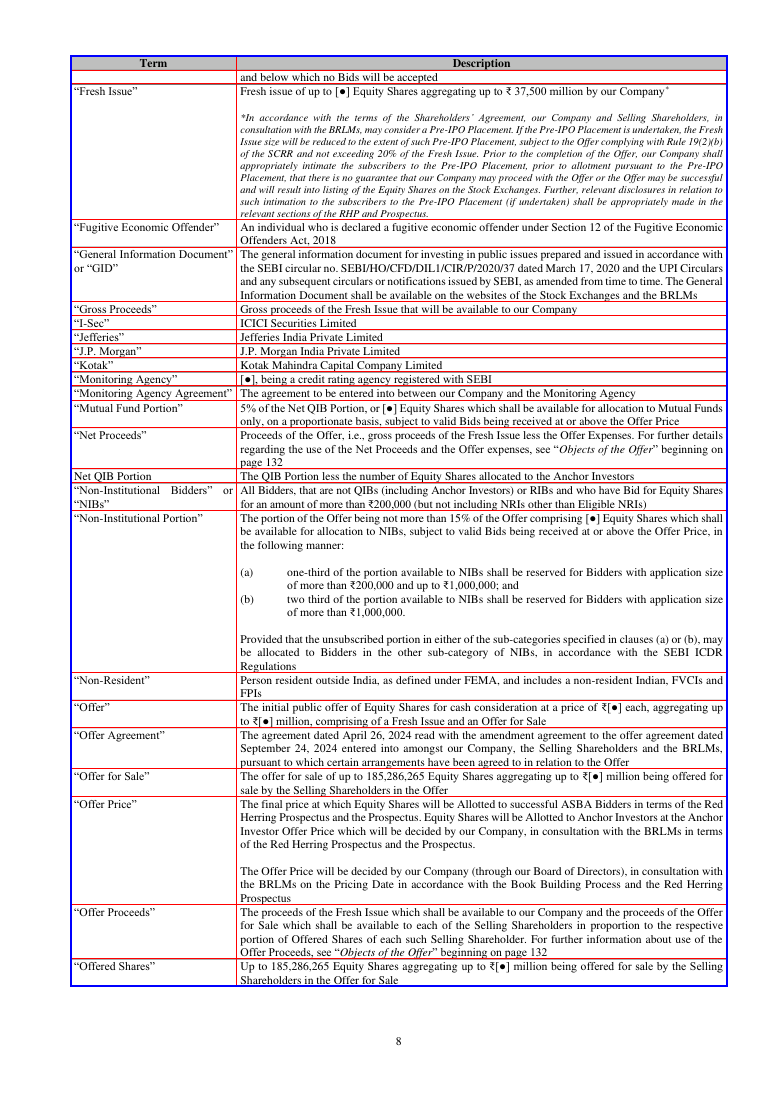 Term Description
and below which no Bids will be accepted
“Fresh Issue” Fresh issue of up to [●] Equity Shares aggregating up to ₹ 37,500 million by our Company*
*In accordance with the terms of the Shareholders’ Agreement, our Company and Selling Shareholders, in
consultation with the BRLMs, may consider a Pre-IPO Placement. If the Pre-IPO Placement is undertaken, the Fresh
Issue size will be reduced to the extent of such Pre-IPO Placement, subject to the Offer complying with Rule 19(2)(b)
of the SCRR and not exceeding 20% of the Fresh Issue. Prior to the completion of the Offer, our Company shall
appropriately intimate the subscribers to the Pre-IPO Placement, prior to allotment pursuant to the Pre-IPO
Placement, that there is no guarantee that our Company may proceed with the Offer or the Offer may be successful
and will result into listing of the Equity Shares on the Stock Exchanges. Further, relevant disclosures in relation to
such intimation to the subscribers to the Pre-IPO Placement (if undertaken) shall be appropriately made in the
relevant sections of the RHP and Prospectus.
“Fugitive Economic Offender” An individual who is declared a fugitive economic offender under Section 12 of the Fugitive Economic
Offenders Act, 2018
“General Information Document” The general information document for investing in public issues prepared and issued in accordance with
or “GID” the SEBI circular no. SEBI/HO/CFD/DIL1/CIR/P/2020/37 dated March 17, 2020 and the UPI Circulars
and any subsequent circulars or notifications issued by SEBI, as amended from time to time. The General
Information Document shall be available on the websites of the Stock Exchanges and the BRLMs
“Gross Proceeds” Gross proceeds of the Fresh Issue that will be available to our Company
“I-Sec” ICICI Securities Limited
“Jefferies” Jefferies India Private Limited
“J.P. Morgan” J.P. Morgan India Private Limited
“Kotak” Kotak Mahindra Capital Company Limited
“Monitoring Agency” [●], being a credit rating agency registered with SEBI
“Monitoring Agency Agreement” The agreement to be entered into between our Company and the Monitoring Agency
“Mutual Fund Portion” 5% of the Net QIB Portion, or [●] Equity Shares which shall be available for allocation to Mutual Funds
only, on a proportionate basis, subject to valid Bids being received at or above the Offer Price
“Net Proceeds” Proceeds of the Offer, i.e., gross proceeds of the Fresh Issue less the Offer Expenses. For further details
regarding the use of the Net Proceeds and the Offer expenses, see “Objects of the Offer” beginning on
page 132
Net QIB Portion The QIB Portion less the number of Equity Shares allocated to the Anchor Investors
“Non-Institutional Bidders” or All Bidders, that are not QIBs (including Anchor Investors) or RIBs and who have Bid for Equity Shares
“NIBs” for an amount of more than ₹200,000 (but not including NRIs other than Eligible NRIs)
“Non-Institutional Portion” The portion of the Offer being not more than 15% of the Offer comprising [●] Equity Shares which shall
be available for allocation to NIBs, subject to valid Bids being received at or above the Offer Price, in
the following manner:
(a) one-third of the portion available to NIBs shall be reserved for Bidders with application size
of more than ₹200,000 and up to ₹1,000,000; and
(b) two third of the portion available to NIBs shall be reserved for Bidders with application size
of more than ₹1,000,000.
Provided that the unsubscribed portion in either of the sub-categories specified in clauses (a) or (b), may
be allocated to Bidders in the other sub-category of NIBs, in accordance with the SEBI ICDR
Regulations
“Non-Resident” Person resident outside India, as defined under FEMA, and includes a non-resident Indian, FVCIs and
FPIs
“Offer” The initial public offer of Equity Shares for cash consideration at a price of ₹[●] each, aggregating up
to ₹[●] million, comprising of a Fresh Issue and an Offer for Sale
“Offer Agreement” The agreement dated April 26, 2024 read with the amendment agreement to the offer agreement dated
September 24, 2024 entered into amongst our Company, the Selling Shareholders and the BRLMs,
pursuant to which certain arrangements have been agreed to in relation to the Offer
“Offer for Sale” The offer for sale of up to 185,286,265 Equity Shares aggregating up to ₹[●] million being offered for
sale by the Selling Shareholders in the Offer
“Offer Price” The final price at which Equity Shares will be Allotted to successful ASBA Bidders in terms of the Red
Herring Prospectus and the Prospectus. Equity Shares will be Allotted to Anchor Investors at the Anchor
Investor Offer Price which will be decided by our Company, in consultation with the BRLMs in terms
of the Red Herring Prospectus and the Prospectus.
The Offer Price will be decided by our Company (through our Board of Directors), in consultation with
the BRLMs on the Pricing Date in accordance with the Book Building Process and the Red Herring
Prospectus
“Offer Proceeds” The proceeds of the Fresh Issue which shall be available to our Company and the proceeds of the Offer
for Sale which shall be available to each of the Selling Shareholders in proportion to the respective
portion of Offered Shares of each such Selling Shareholder. For further information about use of the
Offer Proceeds, see “Objects of the Offer” beginning on page 132
“Offered Shares” Up to 185,286,265 Equity Shares aggregating up to ₹[●] million being offered for sale by the Selling
Shareholders in the Offer for Sale
8